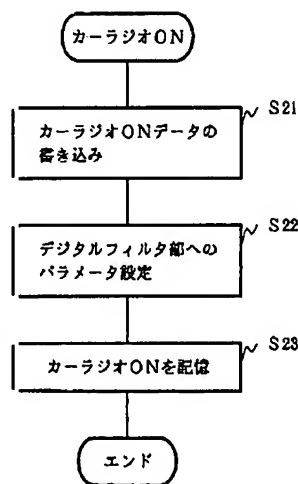 カーラジオON
S21
カーラジオONデータの
書き込み
S22
デジタルフィルタ部への
パラメータ設定
S23
カーラジオONを記憶
エンド